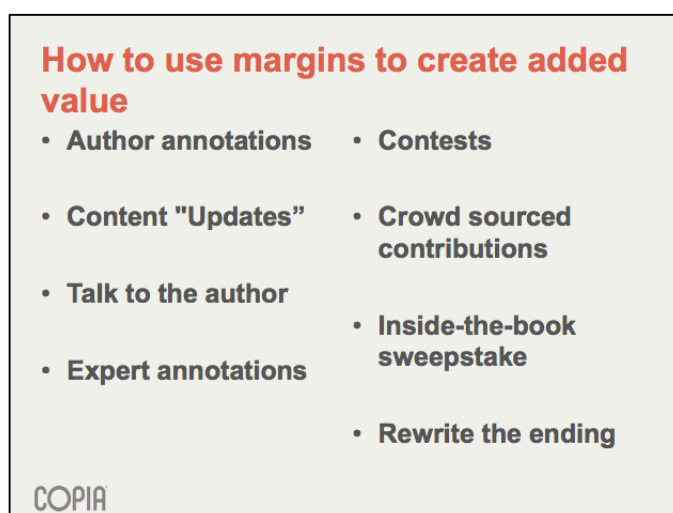 How to use margins to create added
value
• Author annotations
• Content "Updates”
• Talk to the author
• Expert annotations
• Contests
• Crowd sourced
contributions
• Inside-the-book
sweepstake
• Rewrite the ending
COPIA